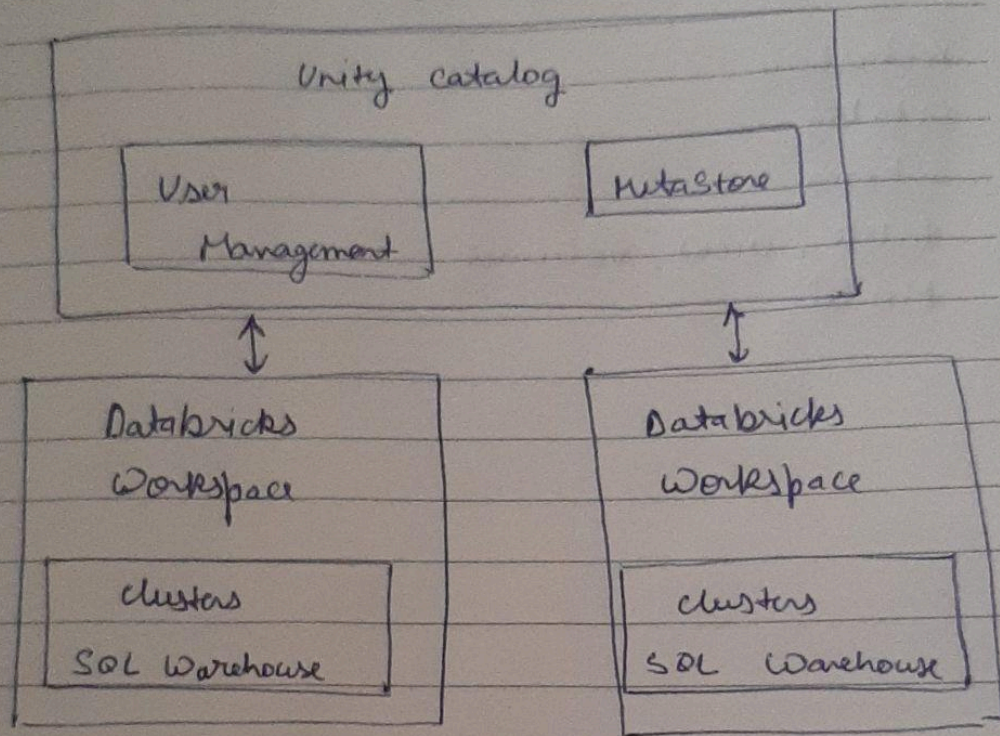 Unity catalog
User
Management
MetaStore
Databricks
Workspace
clusters
SQL Warehouse
Databricks
Workspace
clusters
SQL Warehouse